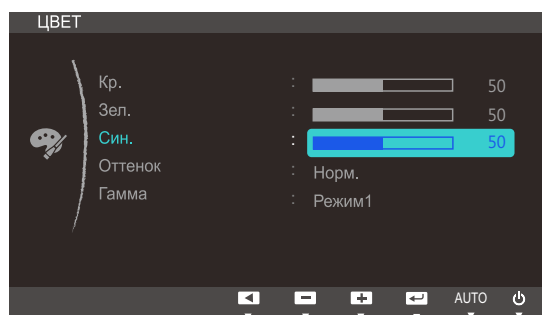 ЦВЕТ
Кр. : 50
Зел. : 50
Син. : 50
Оттенок : Норм.
Гамма : Режим1
AUTO